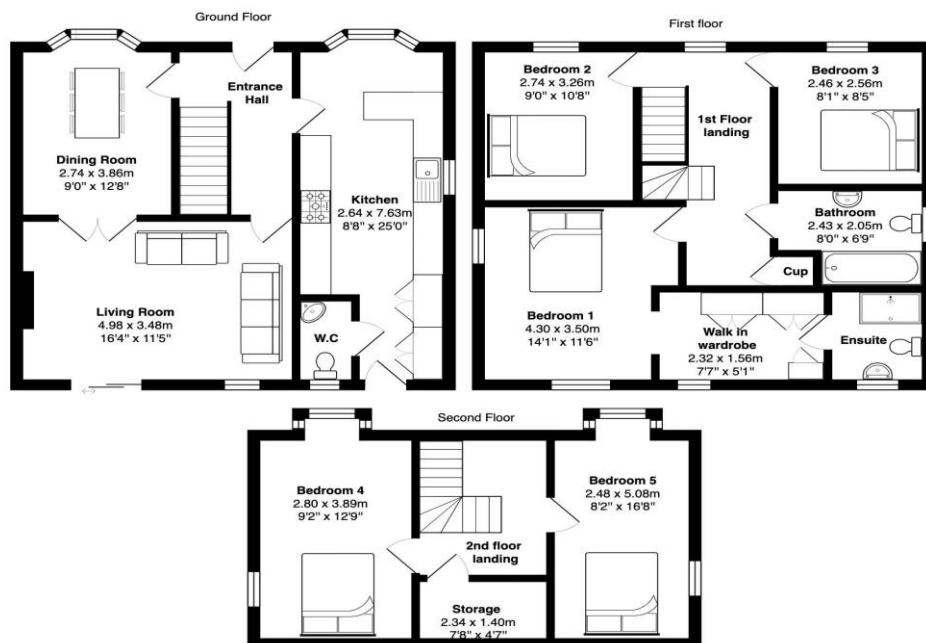 Ground Floor
Dining Room
2.74 x 3.86m
9'0" x 12'8"
Entrance
Hall
Kitchen
2.64 x 7.63m
8'8" x 25'0"
Living Room
4.98 x 3.48m
16'4" x 11'5"
W.C
First floor
Bedroom 2
2.74 x 3.26m
9'0" x 10'8"
1st Floor
landing
Bedroom 3
2.46 x 2.56m
8'1" x 8'5"
Bathroom
2.43 x 2.05m
8'0" x 6'9"
Cup
Bedroom 1
4.30 x 3.50m
14'1" x 11'6"
Walk in
wardrobe
2.32 x 1.56m
7'7" x 5'1"
Ensuite
Second Floor
Bedroom 4
2.80 x 3.89m
9'2" x 12'9"
2nd floor
landing
Bedroom 5
2.48 x 5.08m
8'2" x 16'8"
Storage
2.34 x 1.40m
7'8" x 4'7"